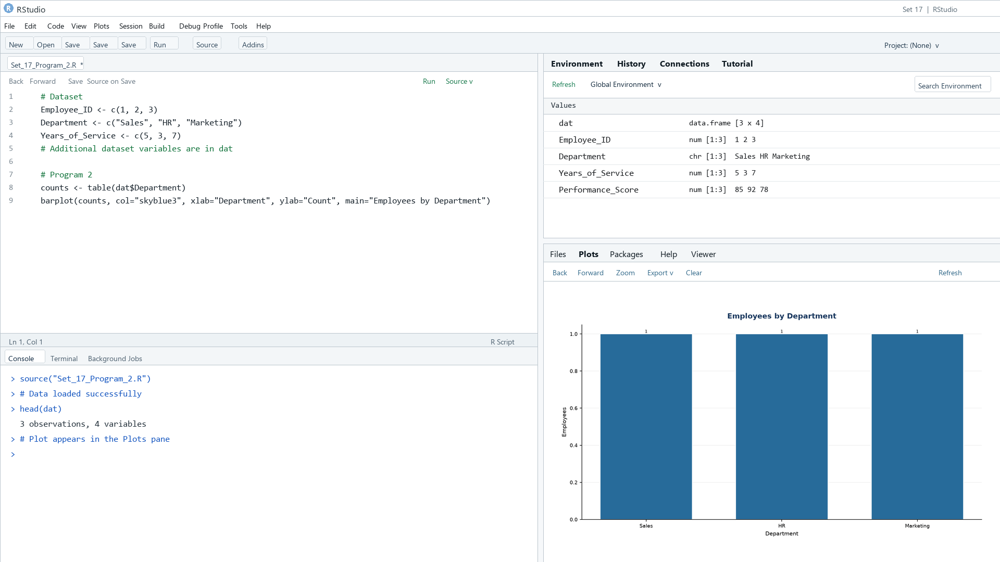 R RStudio
Set 17 | RStudio
File Edit Code View Plots Session Build Debug Profile Tools Help
New Open Save Save Save Run Source Addins
Project: (None) v
Set_17_Program_2.R *
Back Forward Save Source on Save Run Source v
1 # Dataset
2 Employee_ID <- c(1, 2, 3)
3 Department <- c("Sales", "HR", "Marketing")
4 Years_of_Service <- c(5, 3, 7)
5 # Additional dataset variables are in dat
6
7 # Program 2
8 counts <- table(dat$Department)
9 barplot(counts, col="skyblue3", xlab="Department", ylab="Count", main="Employees by Department")
Ln 1, Col 1 R Script
Console Terminal Background Jobs
> source("Set_17_Program_2.R")
> # Data loaded successfully
> head(dat)
3 observations, 4 variables
> # Plot appears in the Plots pane
>
Environment History Connections Tutorial
Refresh Global Environment v Search Environment
Values
dat data.frame [3 x 4]
Employee_ID num [1:3] 1 2 3
Department chr [1:3] Sales HR Marketing
Years_of_Service num [1:3] 5 3 7
Performance_Score num [1:3] 85 92 78
Files Plots Packages Help Viewer
Back Forward Zoom Export v Clear Refresh
Employees by Department
1 1 1
1.0
0.8
0.6
0.4
0.2
0.0
Employees
Sales HR Marketing
Department